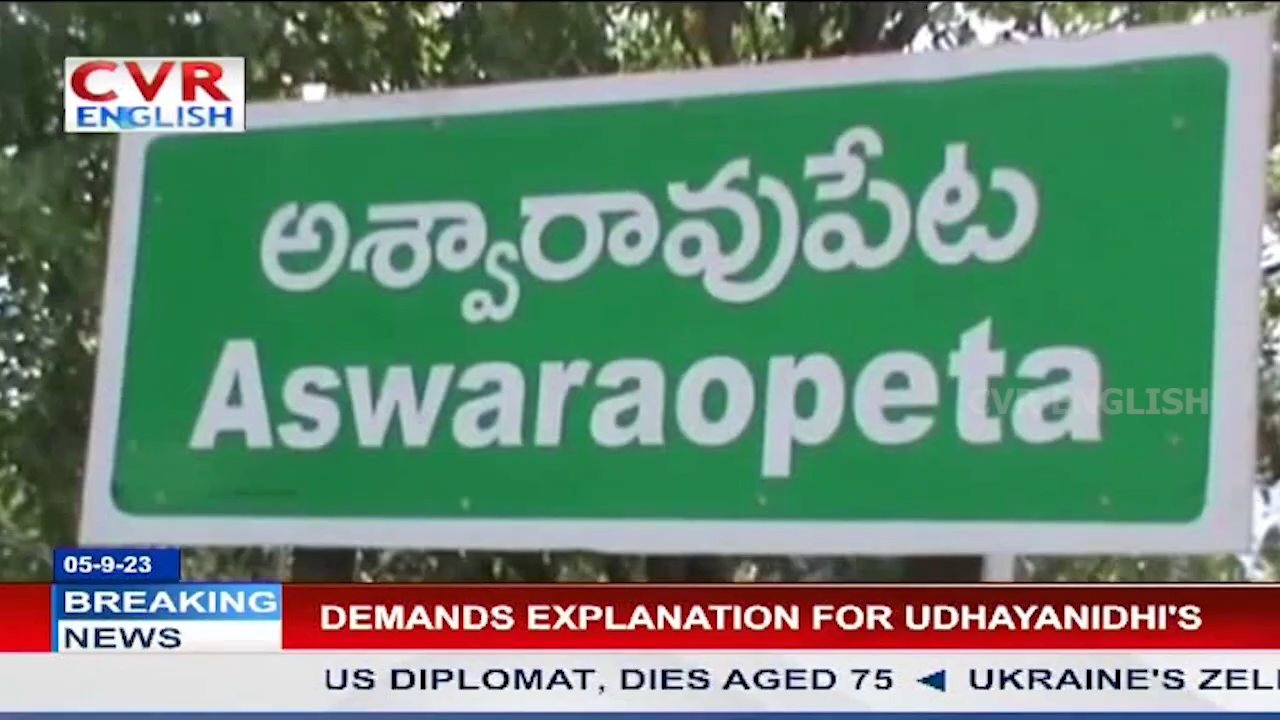 CVR
ENGLISH
అశ్వారావుపేట
Aswaraopeta
CVR ENGLISH
05-9-23
BREAKING
NEWS
DEMANDS EXPLANATION FOR UDHAYANIDHI'S
US DIPLOMAT, DIES AGED 75 ◄ UKRAINE'S ZEL